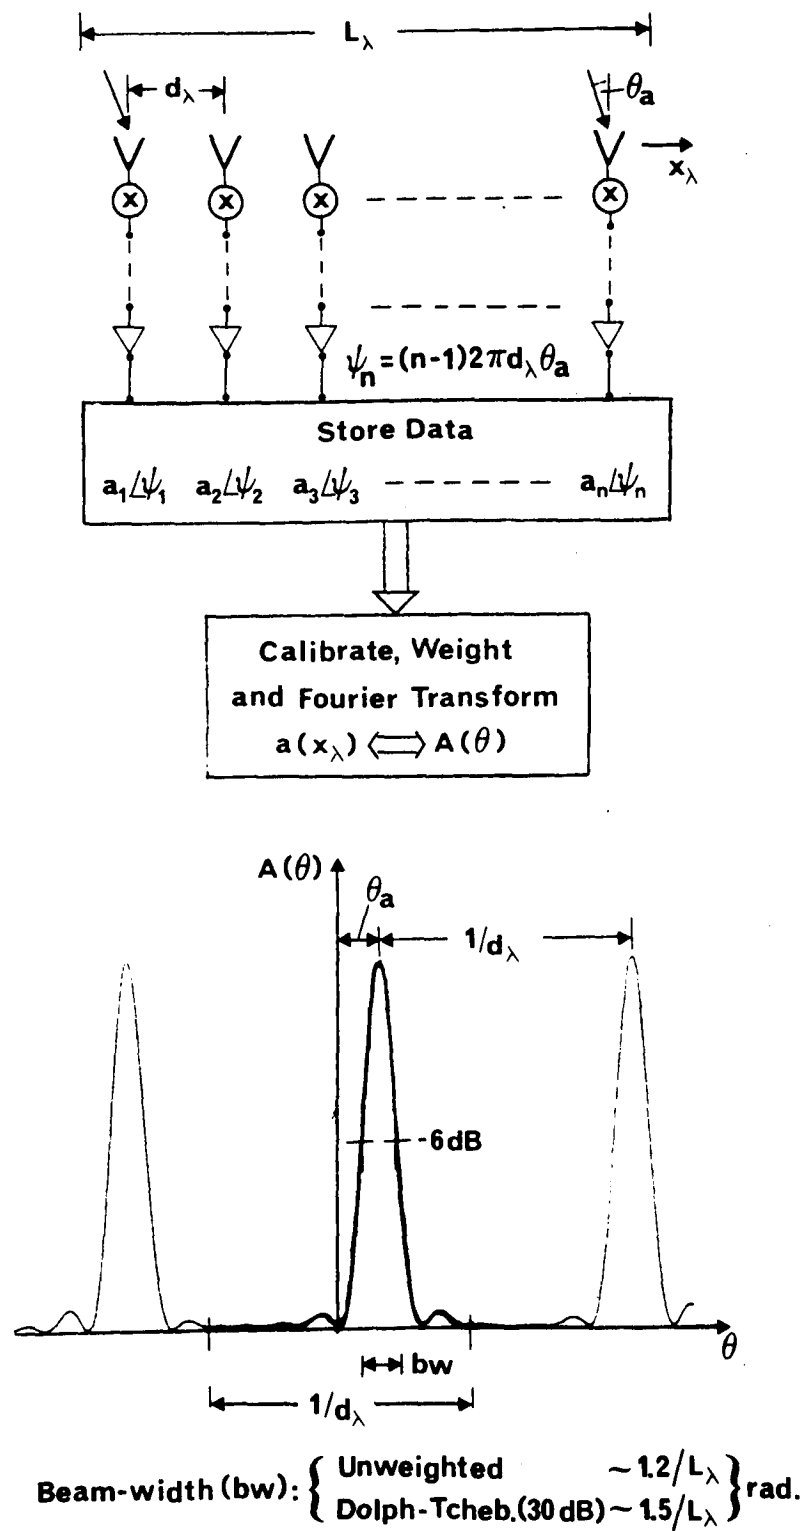 L_λ
d_λ
θ_a
x_λ
X X X X
ψ_n=(n-1)2πd_λθ_a
Store Data
a_1∠ψ_1 a_2∠ψ_2 a_3∠ψ_3 a_n∠ψ_n
Calibrate, Weight
and Fourier Transform
a(x_λ) ⟺ A(θ)
A(θ)
θ_a
1/d_λ
-6dB
θ
bw
1/d_λ
Beam-width (bw): { Unweighted ~1.2/L_λ } rad.
Dolph-Tcheb.(30dB) ~1.5/L_λ